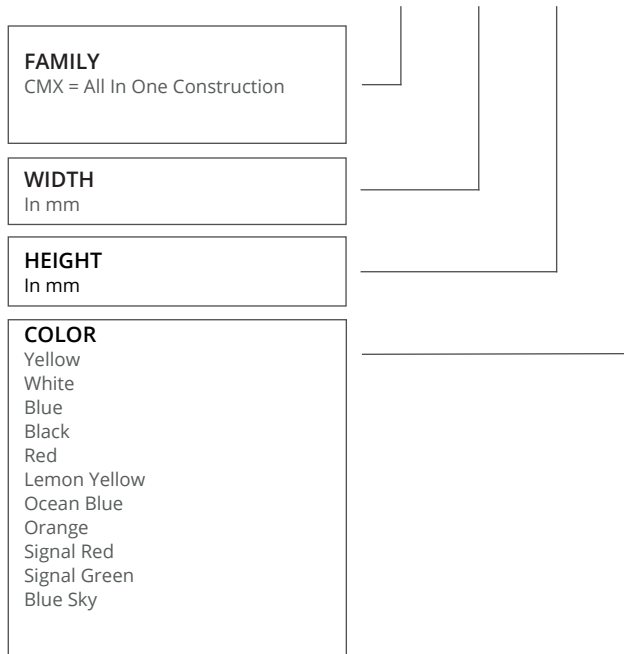 FAMILY
CMX = All In One Construction
WIDTH
In mm
HEIGHT
In mm
COLOR
Yellow
White
Blue
Black
Red
Lemon Yellow
Ocean Blue
Orange
Signal Red
Signal Green
Blue Sky